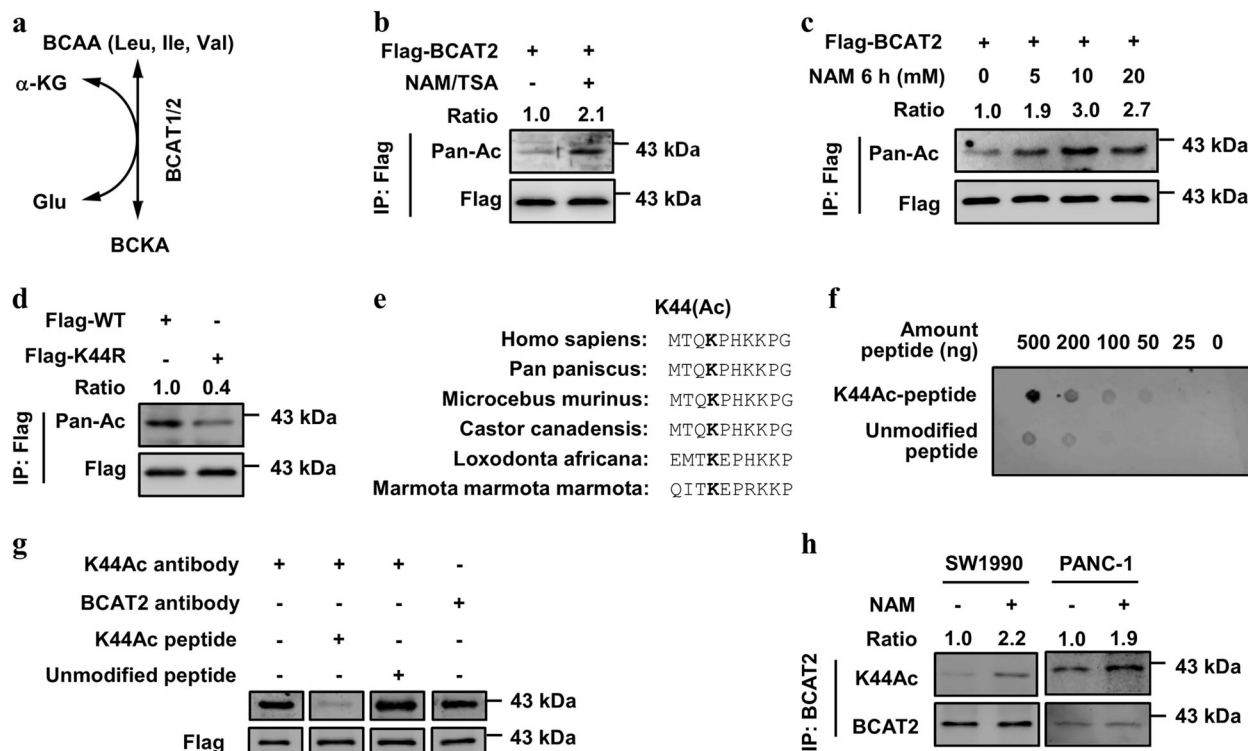 a
BCAA (Leu, Ile, Val)
α-KG
BCAT1/2
Glu
BCKA
b
Flag-BCAT2 + +
NAM/TSA - +
Ratio 1.0 2.1
IP: Flag
Pan-Ac 43 kDa
Flag 43 kDa
c
Flag-BCAT2 + + + +
NAM 6 h (mM) 0 5 10 20
Ratio 1.0 1.9 3.0 2.7
IP: Flag
Pan-Ac 43 kDa
Flag 43 kDa
d
Flag-WT + -
Flag-K44R - +
Ratio 1.0 0.4
IP: Flag
Pan-Ac 43 kDa
Flag 43 kDa
e
K44(Ac)
Homo sapiens: MTQKPHKKPG
Pan paniscus: MTQKPHKKPG
Microcebus murinus: MTQKPHKKPG
Castor canadensis: MTQKPHKKPG
Loxodonta africana: EMTKEPHKKP
Marmota marmota marmota: QITKEPRKKP
f
Amount
peptide (ng) 500 200 100 50 25 0
K44Ac-peptide
Unmodified
peptide
g
K44Ac antibody + + + -
BCAT2 antibody - - - +
K44Ac peptide - + - -
Unmodified peptide - - + -
43 kDa
Flag 43 kDa
h
SW1990 PANC-1
NAM - + - +
Ratio 1.0 2.2 1.0 1.9
IP: BCAT2
K44Ac 43 kDa
BCAT2 43 kDa